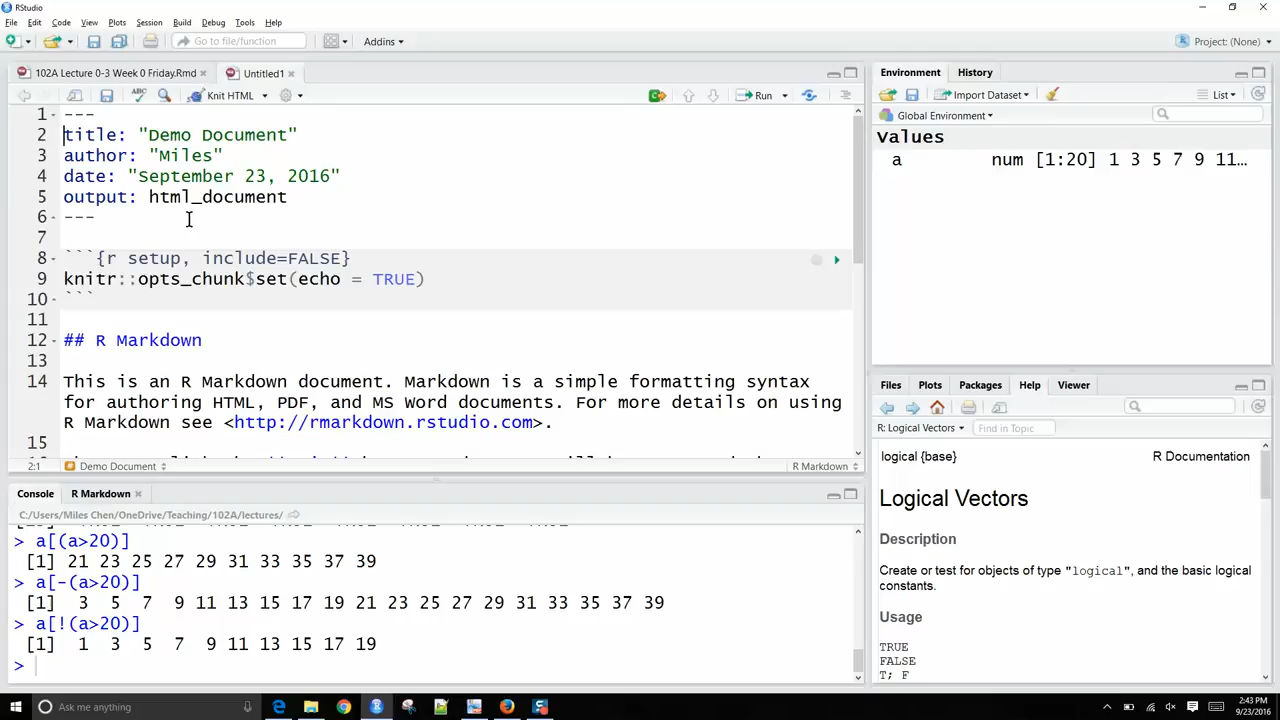 RStudio
File Edit Code View Plots Session Build Debug Tools Help
Go to file/function
Addins
Project: (None)
102A Lecture 0-3 Week 0 Friday.Rmd
Untitled1
Knit HTML
Run
1 ---
2 title: "Demo Document"
3 author: "Miles"
4 date: "September 23, 2016"
5 output: html_document
6 ---
7
8 ```{r setup, include=FALSE}
9 knitr::opts_chunk$set(echo = TRUE)
10 ```
11
12 ## R Markdown
13
14 This is an R Markdown document. Markdown is a simple formatting syntax
for authoring HTML, PDF, and MS Word documents. For more details on using
R Markdown see <http://rmarkdown.rstudio.com>.
15
2:1 Demo Document R Markdown
Console R Markdown
C:/Users/Miles Chen/OneDrive/Teaching/102A/lectures/
> a[(a>20)]
[1] 21 23 25 27 29 31 33 35 37 39
> a[-(a>20)]
[1] 3 5 7 9 11 13 15 17 19 21 23 25 27 29 31 33 35 37 39
> a[!(a>20)]
[1] 1 3 5 7 9 11 13 15 17 19
>
Environment History
Import Dataset
List
Global Environment
Values
a num [1:20] 1 3 5 7 9 11…
Files Plots Packages Help Viewer
R: Logical Vectors
Find in Topic
logical {base} R Documentation
Logical Vectors
Description
Create or test for objects of type "logical", and the basic logical
constants.
Usage
TRUE
FALSE
T; F
Ask me anything
2:43 PM
9/23/2016